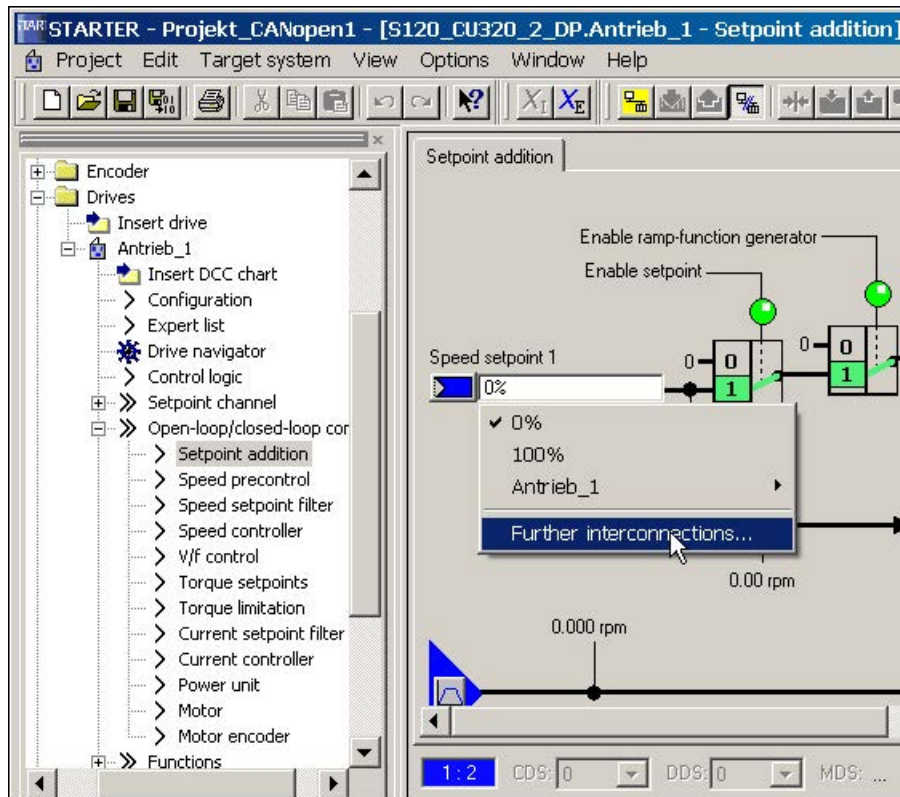 STARTER - Projekt_CANopen1 - [S120_CU320_2_DP.Antrieb_1 - Setpoint addition]
Project Edit Target system View Options Window Help
Encoder
Drives
Insert drive
Antrieb_1
Insert DCC chart
Configuration
Expert list
Drive navigator
Control logic
Setpoint channel
Open-loop/closed-loop cor
Setpoint addition
Speed precontrol
Speed setpoint filter
Speed controller
V/f control
Torque setpoints
Torque limitation
Current setpoint filter
Current controller
Power unit
Motor
Motor encoder
Functions
Setpoint addition
Enable ramp-function generator
Enable setpoint
Speed setpoint 1
0 0
0 0
1
1
0%
0%
100%
Antrieb_1
Further interconnections...
0.00 rpm
0.000 rpm
1 : 2 CDS: 0 DDS: 0 MDS: ...